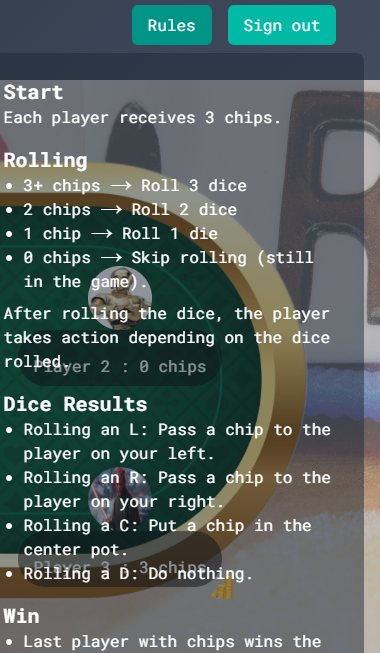 Rules Sign out
Start
Each player receives 3 chips.
Rolling
• 3+ chips ⟶ Roll 3 dice
• 2 chips ⟶ Roll 2 dice
• 1 chip ⟶ Roll 1 die
• 0 chips ⟶ Skip rolling (still
in the game).
After rolling the dice, the player
takes action depending on the dice
rolled.
Player 2 : 0 chips
Dice Results
• Rolling an L: Pass a chip to the
player on your left.
• Rolling an R: Pass a chip to the
player on your right.
• Rolling a C: Put a chip in the
center pot.
Player 3 : 3 chips
• Rolling a D: Do nothing.
Win
• Last player with chips wins the